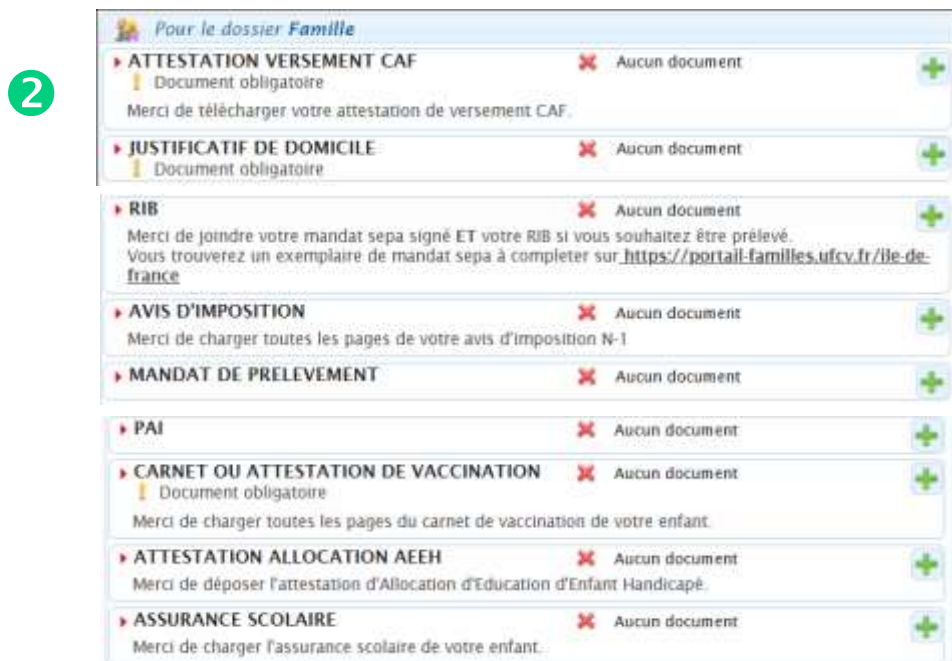 Pour le dossier Famille
2
ATTESTATION VERSEMENT CAF Aucun document
! Document obligatoire
Merci de télécharger votre attestation de versement CAF.
JUSTIFICATIF DE DOMICILE Aucun document
! Document obligatoire
RIB Aucun document
Merci de joindre votre mandat sepa signé ET votre RIB si vous souhaitez être prélevé.
Vous trouverez un exemplaire de mandat sepa à completer sur https://portail-familles.ufcv.fr/ile-de-
france
AVIS D'IMPOSITION Aucun document
Merci de charger toutes les pages de votre avis d'imposition N-1
MANDAT DE PRELEVEMENT Aucun document
PAI Aucun document
CARNET OU ATTESTATION DE VACCINATION Aucun document
! Document obligatoire
Merci de charger toutes les pages du carnet de vaccination de votre enfant.
ATTESTATION ALLOCATION AEEH Aucun document
Merci de déposer l'attestation d'Allocation d'Education d'Enfant Handicapé.
ASSURANCE SCOLAIRE Aucun document
Merci de charger l'assurance scolaire de votre enfant.